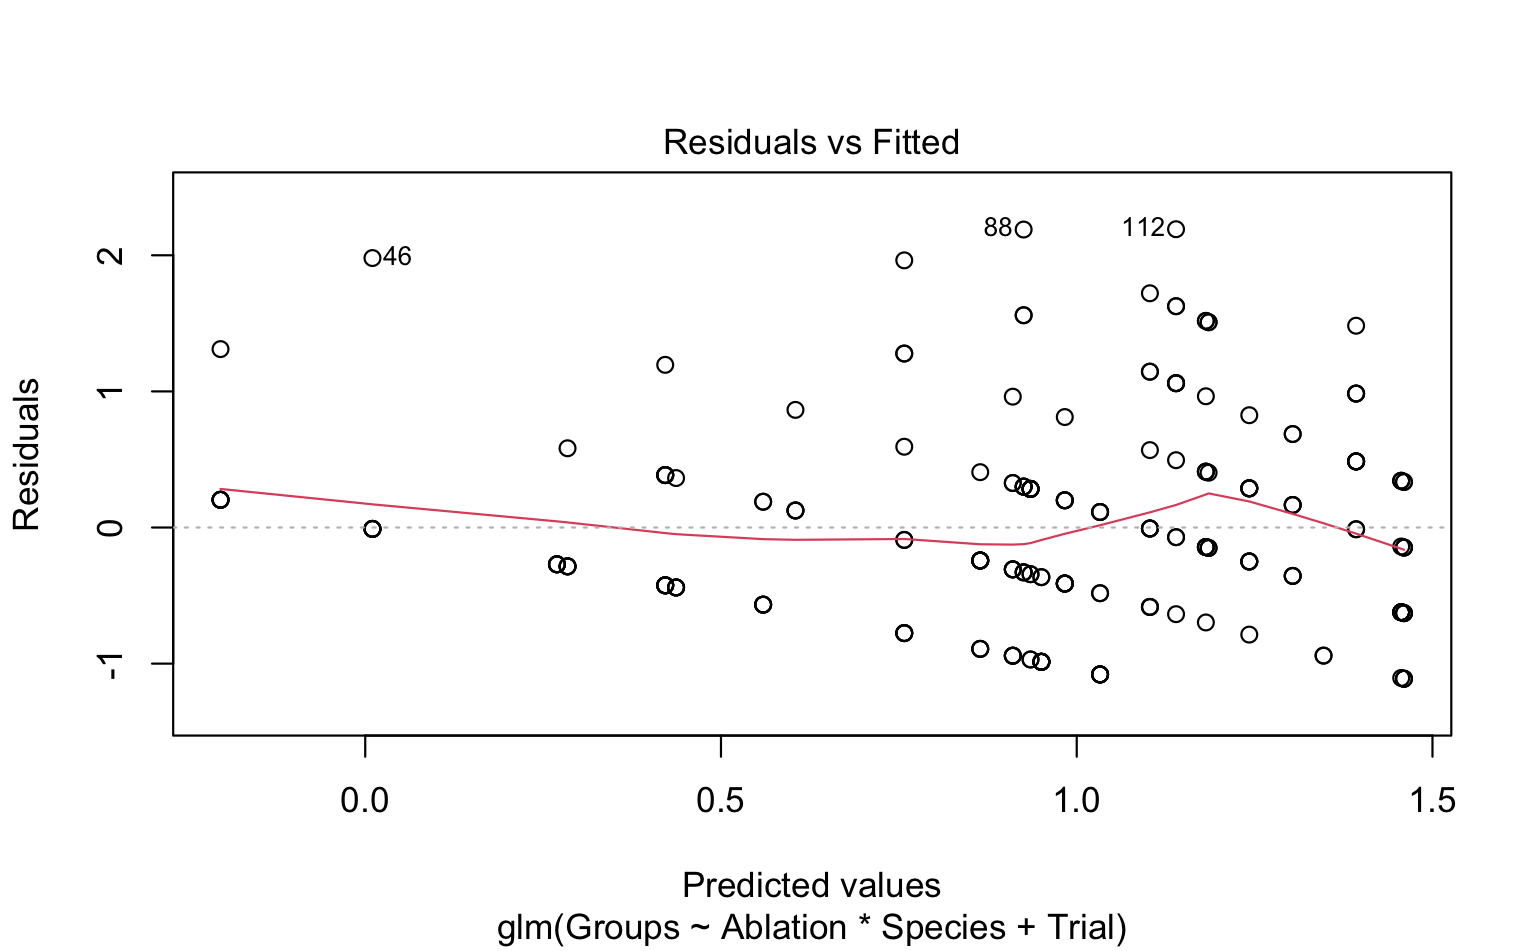 Residuals vs Fitted
Residuals
2
1
0
-1
46
88
112
0.0 0.5 1.0 1.5
Predicted values
glm(Groups ~ Ablation * Species + Trial)